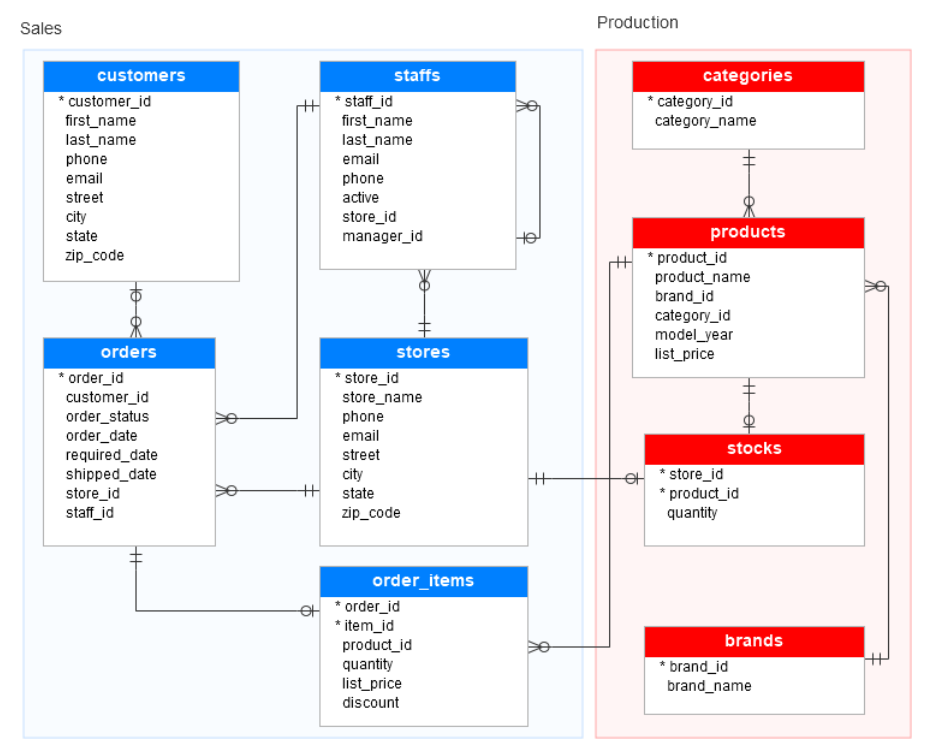 Sales
Production
customers
* customer_id
first_name
last_name
phone
email
street
city
state
zip_code
staffs
* staff_id
first_name
last_name
email
phone
active
store_id
manager_id
categories
* category_id
category_name
products
* product_id
product_name
brand_id
category_id
model_year
list_price
orders
* order_id
customer_id
order_status
order_date
required_date
shipped_date
store_id
staff_id
stores
* store_id
store_name
phone
email
street
city
state
zip_code
stocks
* store_id
* product_id
quantity
order_items
* order_id
* item_id
product_id
quantity
list_price
discount
brands
* brand_id
brand_name